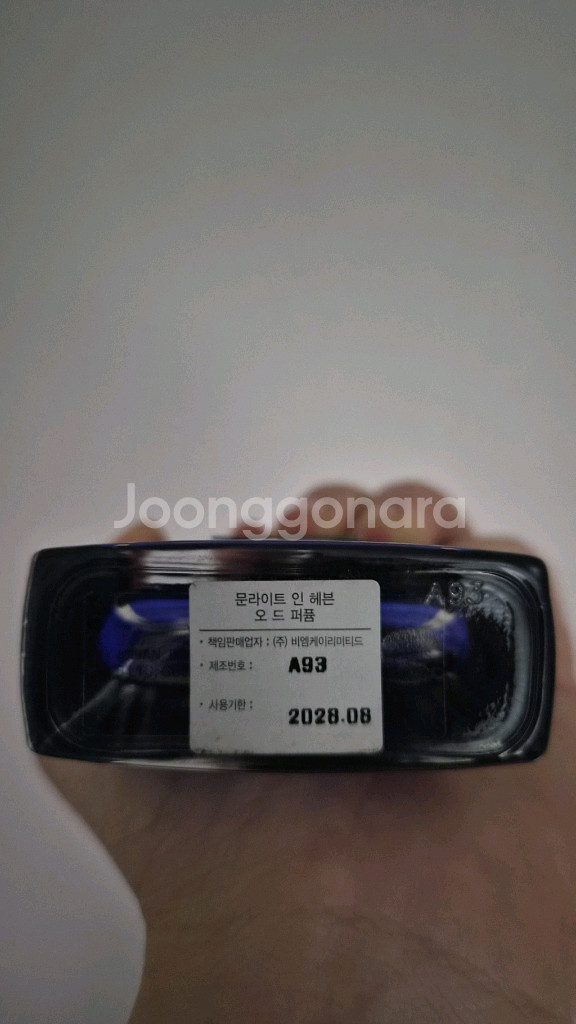 Joonggonara
A93
문라이트 인 헤븐
오 드 퍼퓸
· 책임판매업자 : (주) 비엠케이리미티드
· 제조번호 : A93
· 사용기한 : 2028.08